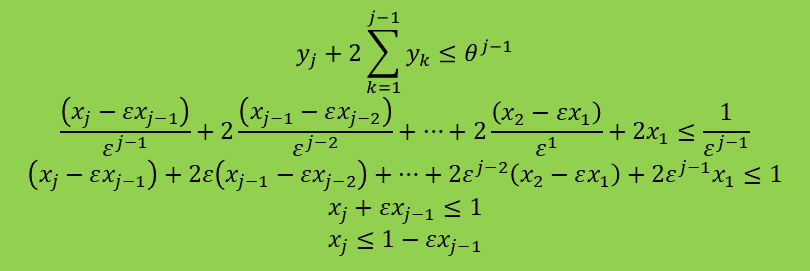 y_j + 2 ∑_{k=1}^{j−1} y_k ≤ θ^{j−1}
(x_j − εx_{j−1})/ε^{j−1} + 2 (x_{j−1} − εx_{j−2})/ε^{j−2} + ⋯ + 2 (x_2 − εx_1)/ε^1 + 2x_1 ≤ 1/ε^{j−1}
(x_j − εx_{j−1}) + 2ε(x_{j−1} − εx_{j−2}) + ⋯ + 2ε^{j−2}(x_2 − εx_1) + 2ε^{j−1}x_1 ≤ 1
x_j + εx_{j−1} ≤ 1
x_j ≤ 1 − εx_{j−1}